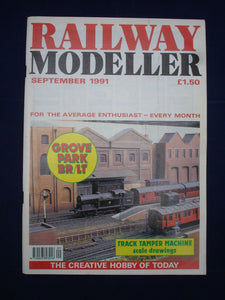 RAILWAY
MODELLER
SEPTEMBER 1991 £1.50
FOR THE AVERAGE ENTHUSIAST – EVERY MONTH
GROVE
PARK
BR/LT
TRACK TAMPER MACHINE
scale drawings
THE CREATIVE HOBBY OF TODAY